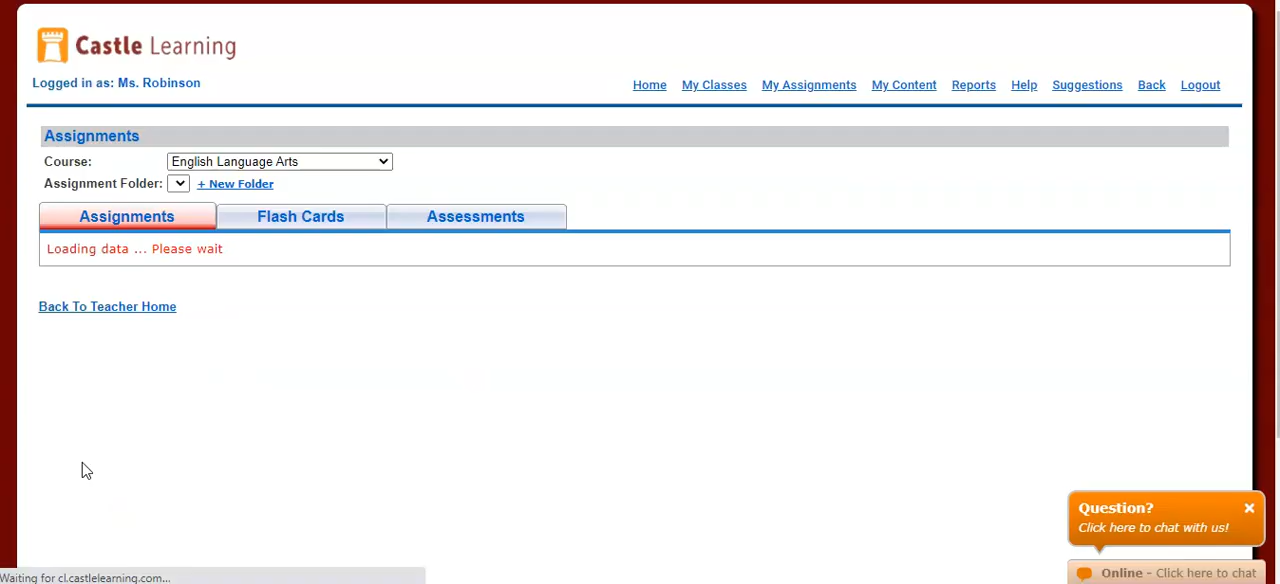 Castle Learning
Logged in as: Ms. Robinson
Home My Classes My Assignments My Content Reports Help Suggestions Back Logout
Assignments
Course: English Language Arts
Assignment Folder: + New Folder
Assignments Flash Cards Assessments
Loading data ... Please wait
Back To Teacher Home
Question?
Click here to chat with us!
Online - Click here to chat
Waiting for cl.castlelearning.com...